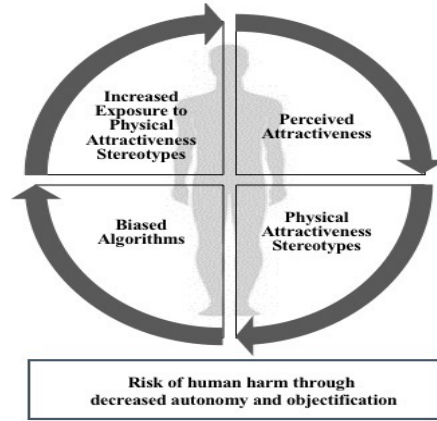 Increased
Exposure to
Physical
Attractiveness
Stereotypes
Perceived
Attractiveness
Biased
Algorithms
Physical
Attractiveness
Stereotypes
Risk of human harm through
decreased autonomy and objectification